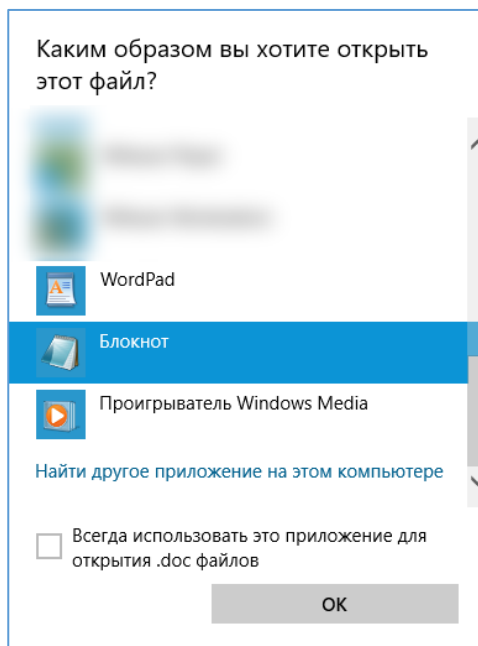 Каким образом вы хотите открыть
этот файл?
WordPad
Блокнот
Проигрыватель Windows Media
Найти другое приложение на этом компьютере
Всегда использовать это приложение для
открытия .doc файлов
ОК